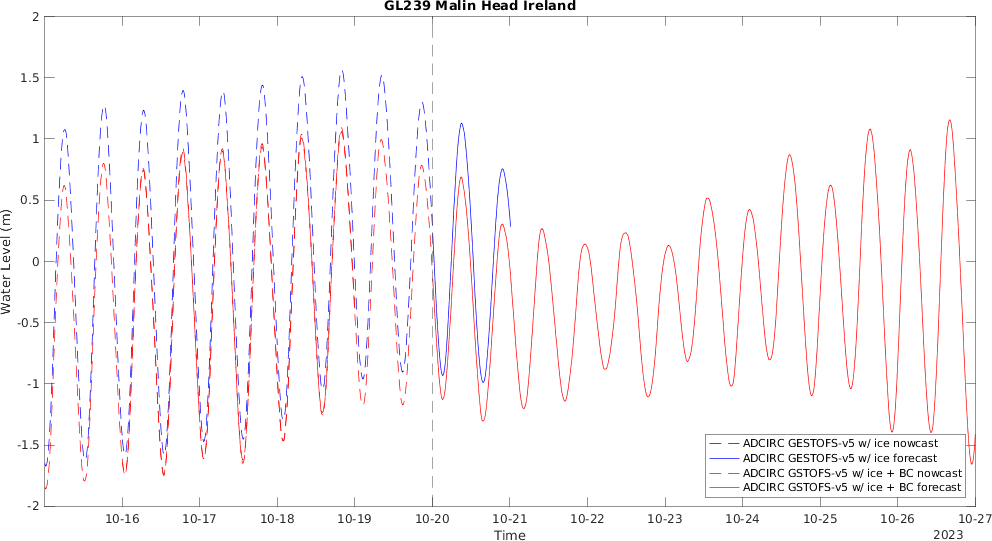 GL239 Malin Head Ireland
2
1.5
1
0.5
0
-0.5
-1
-1.5
-2
Water Level (m)
ADCIRC GESTOFS-v5 w/ ice nowcast
ADCIRC GESTOFS-v5 w/ ice forecast
ADCIRC GSTOFS-v5 w/ ice + BC nowcast
ADCIRC GSTOFS-v5 w/ ice + BC forecast
10-16 10-17 10-18 10-19 10-20 10-21 10-22 10-23 10-24 10-25 10-26 10-27
Time
2023